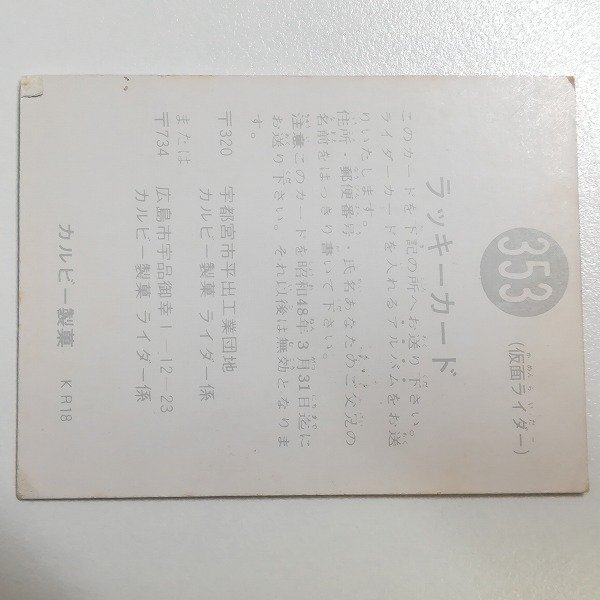 353
(仮面ライダー)
ラッキーカード
このカードを下記の所へお送り下さい。
ライダーカードを入れるアルバムをお送
りいたします。
住所・郵便番号・氏名あなたのご父兄の
名前をはっきり書いて下さい。
注意このカードを昭和48年3月31日迄に
お送り下さい。それ以後は無効となりま
す。
〒320 宇都宮市平出工業団地
カルビー製菓 ライダー係
または
〒734 広島市宇品御幸1-12-23
カルビー製菓 ライダー係
カルビー製菓 KR18